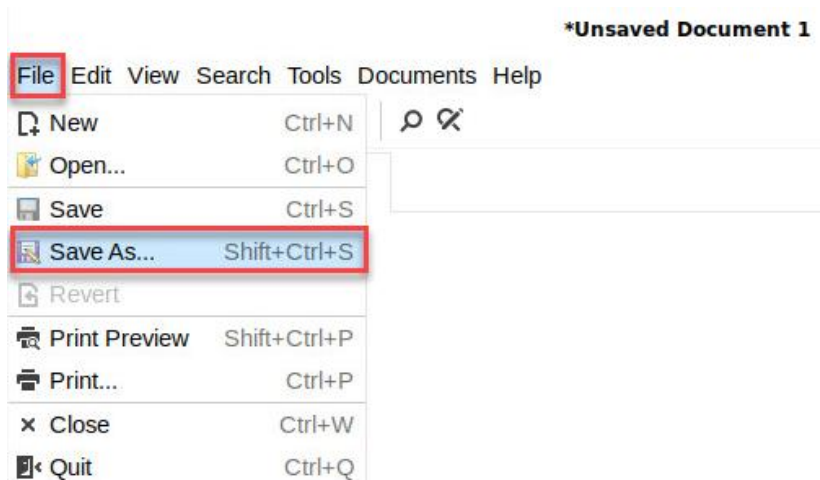 *Unsaved Document 1
File Edit View Search Tools Documents Help
New Ctrl+N
Open... Ctrl+O
Save Ctrl+S
Save As... Shift+Ctrl+S
Revert
Print Preview Shift+Ctrl+P
Print... Ctrl+P
Close Ctrl+W
Quit Ctrl+Q